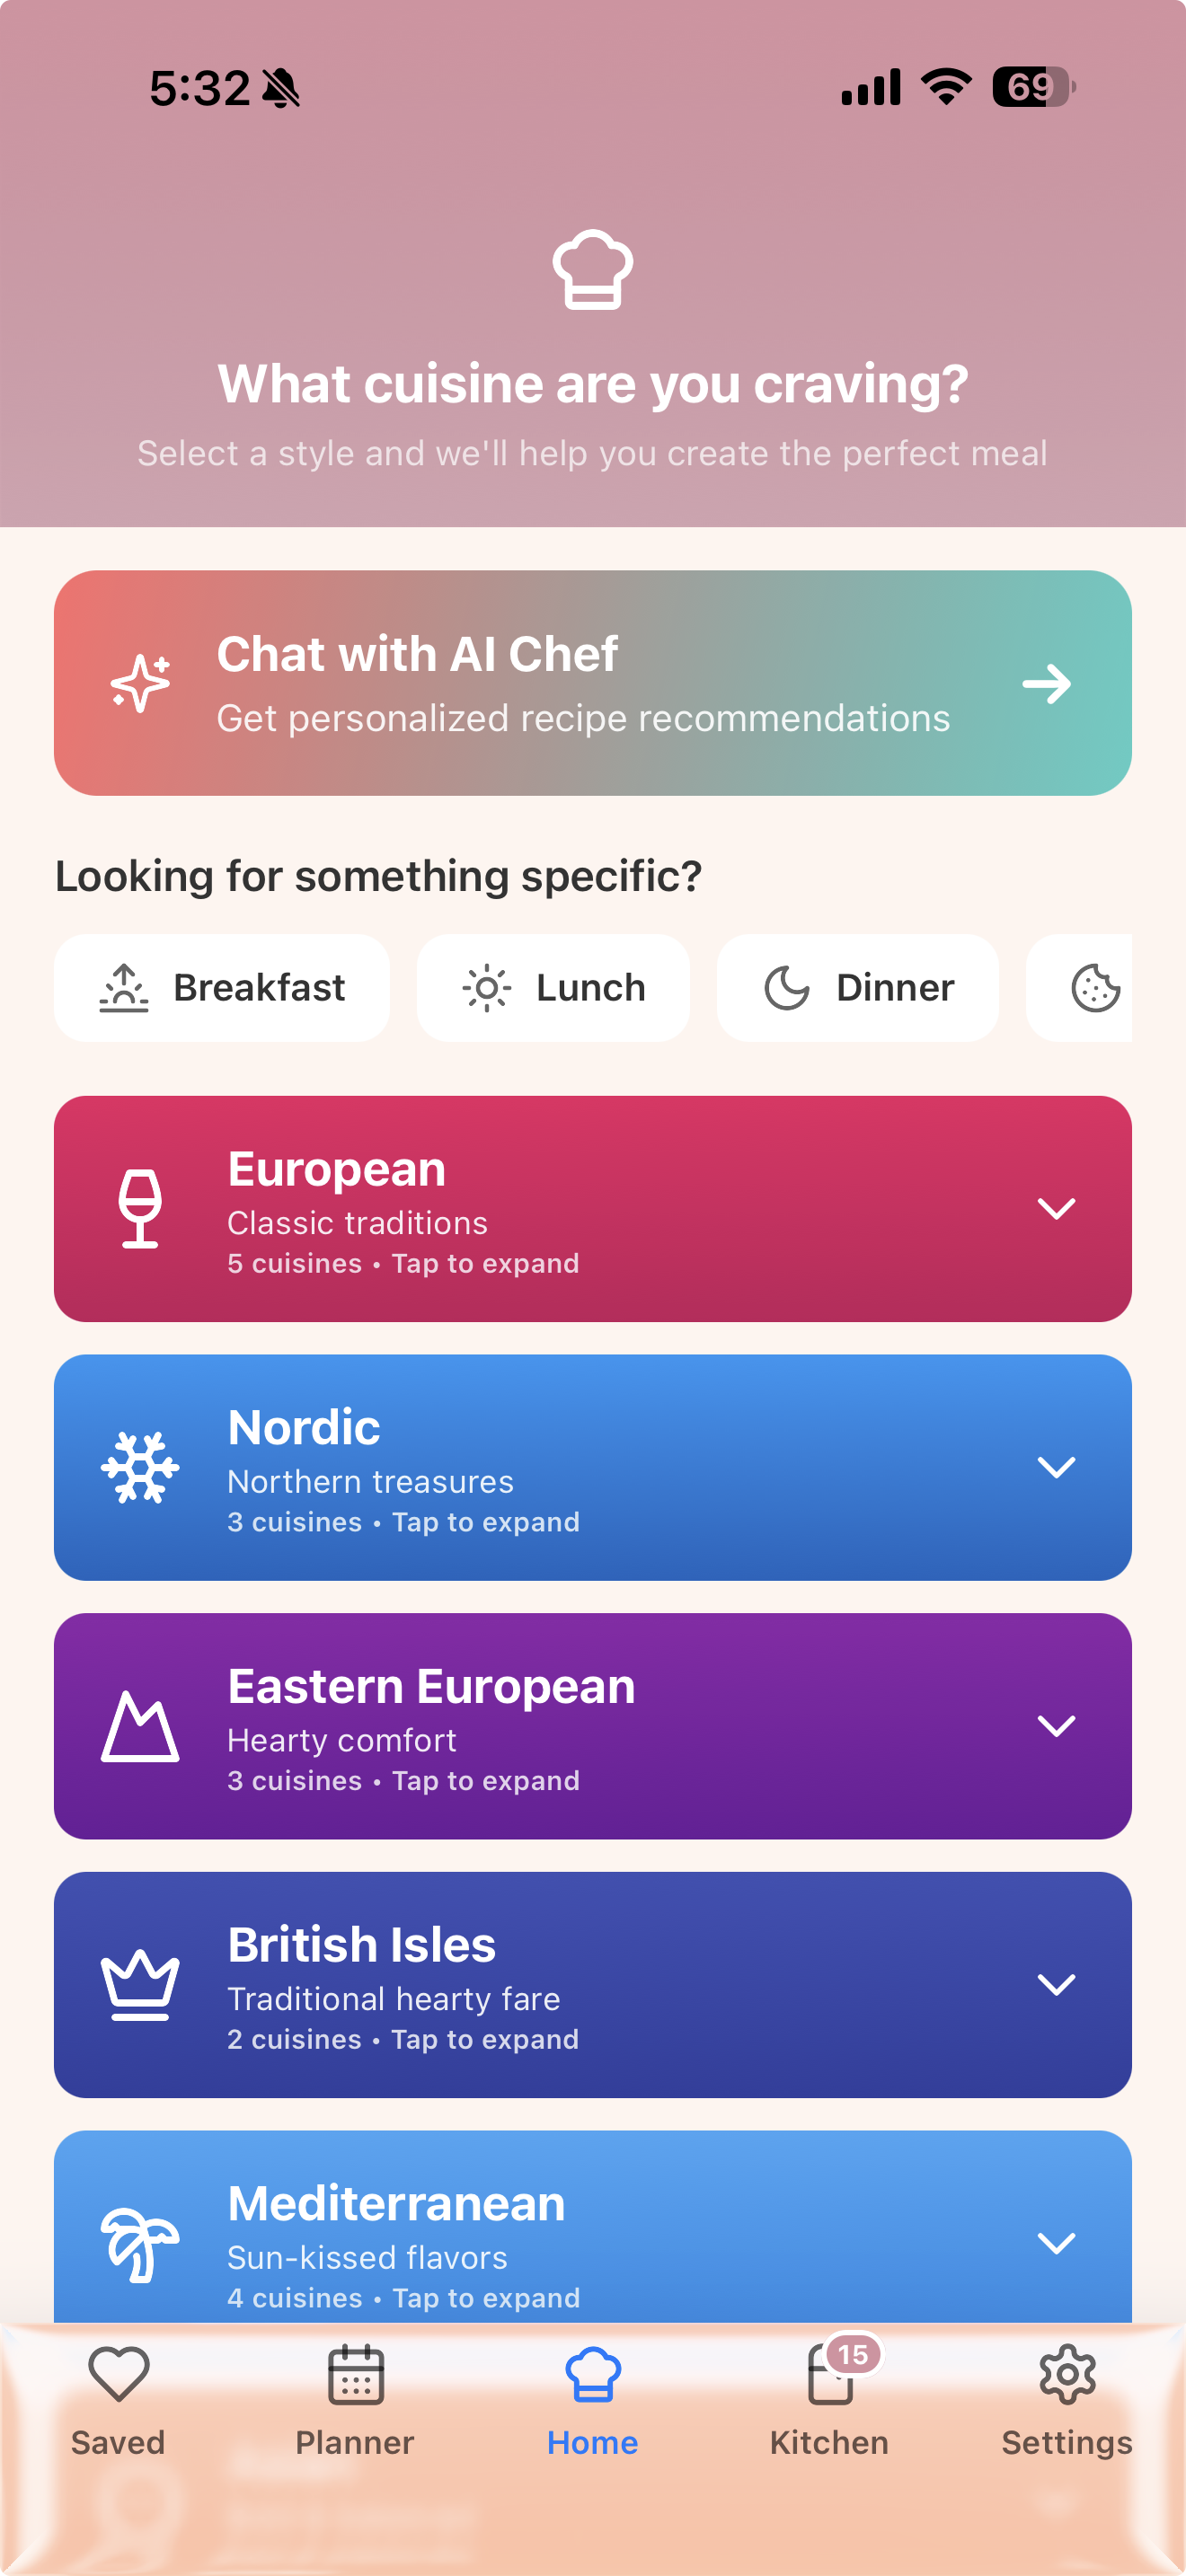 5:32
69
What cuisine are you craving?
Select a style and we'll help you create the perfect meal
Chat with AI Chef
Get personalized recipe recommendations
Looking for something specific?
Breakfast
Lunch
Dinner
European
Classic traditions
5 cuisines • Tap to expand
Nordic
Northern treasures
3 cuisines • Tap to expand
Eastern European
Hearty comfort
3 cuisines • Tap to expand
British Isles
Traditional hearty fare
2 cuisines • Tap to expand
Mediterranean
Sun-kissed flavors
4 cuisines • Tap to expand
15
Saved
Planner
Home
Kitchen
Settings